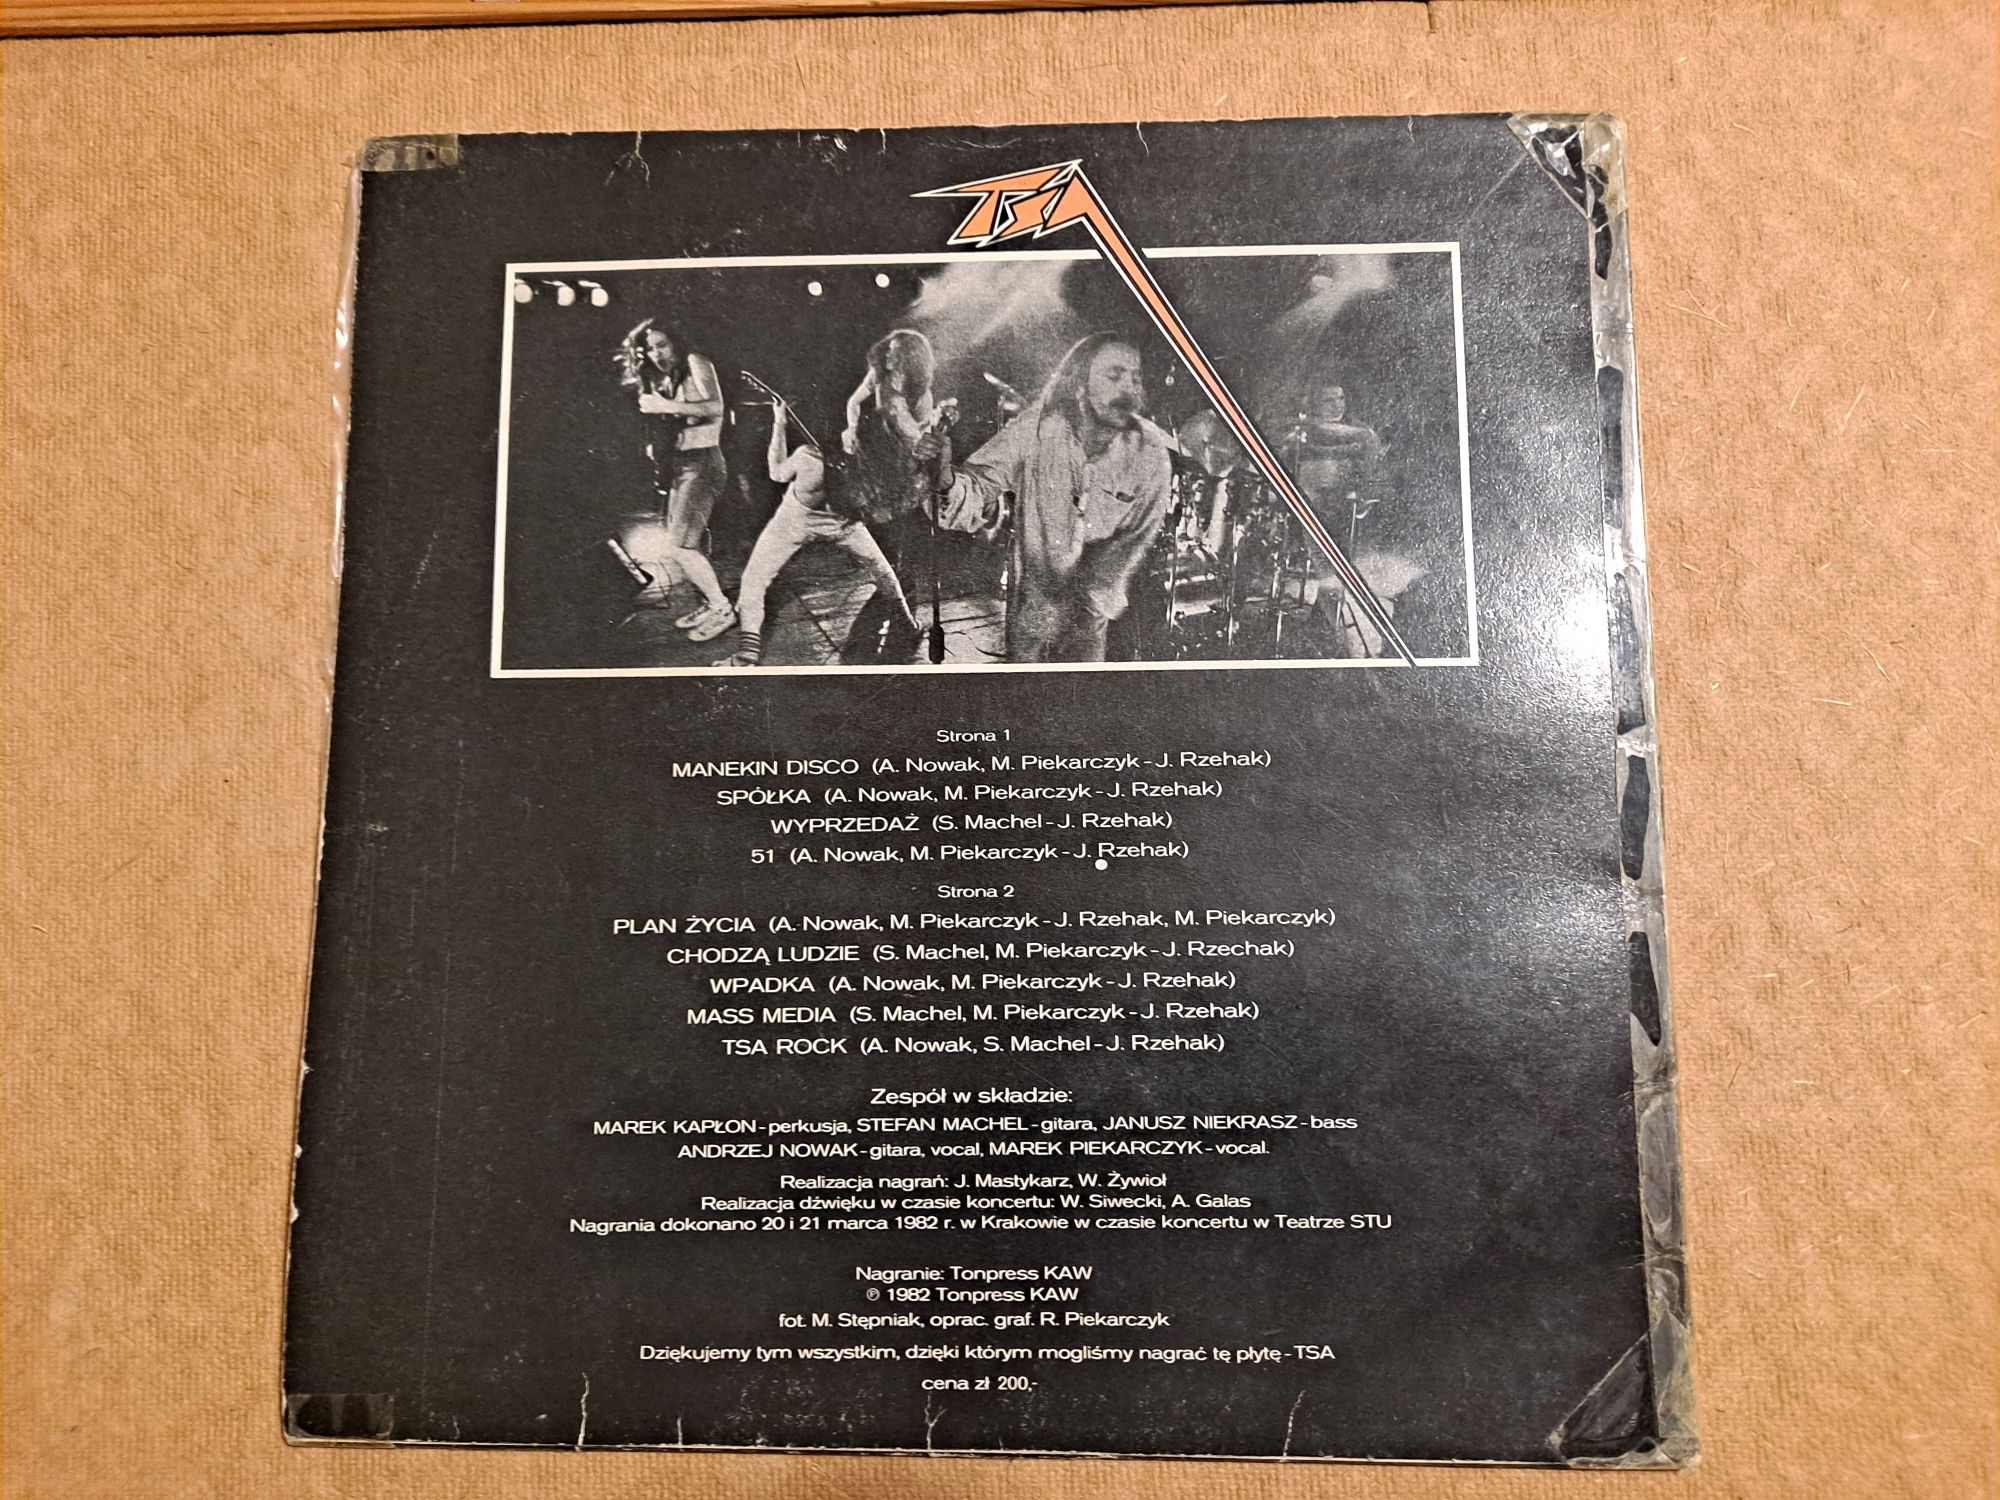 TSA
Strona 1
MANEKIN DISCO (A. Nowak, M. Piekarczyk - J. Rzehak)
SPÓŁKA (A. Nowak, M. Piekarczyk - J. Rzehak)
WYPRZEDAŻ (S. Machel - J. Rzehak)
51 (A. Nowak, M. Piekarczyk - J. Rzehak)
Strona 2
PLAN ŻYCIA (A. Nowak, M. Piekarczyk - J. Rzehak, M. Piekarczyk)
CHODZĄ LUDZIE (S. Machel, M. Piekarczyk - J. Rzechak)
WPADKA (A. Nowak, M. Piekarczyk - J. Rzehak)
MASS MEDIA (S. Machel, M. Piekarczyk - J. Rzehak)
TSA ROCK (A. Nowak, S. Machel - J. Rzehak)
Zespół w składzie:
MAREK KAPŁON - perkusja, STEFAN MACHEL - gitara, JANUSZ NIEKRASZ - bass
ANDRZEJ NOWAK - gitara, vocal, MAREK PIEKARCZYK - vocal.
Realizacja nagrań: J. Mastykarz, W. Żywioł
Realizacja dźwięku w czasie koncertu: W. Siwecki, A. Galas
Nagrania dokonano 20 i 21 marca 1982 r. w Krakowie w czasie koncertu w Teatrze STU
Nagranie: Tonpress KAW
℗ 1982 Tonpress KAW
fot. M. Stępniak, oprac. graf. R. Piekarczyk
Dziękujemy tym wszystkim, dzięki którym mogliśmy nagrać tę płytę - TSA
cena zł 200,-